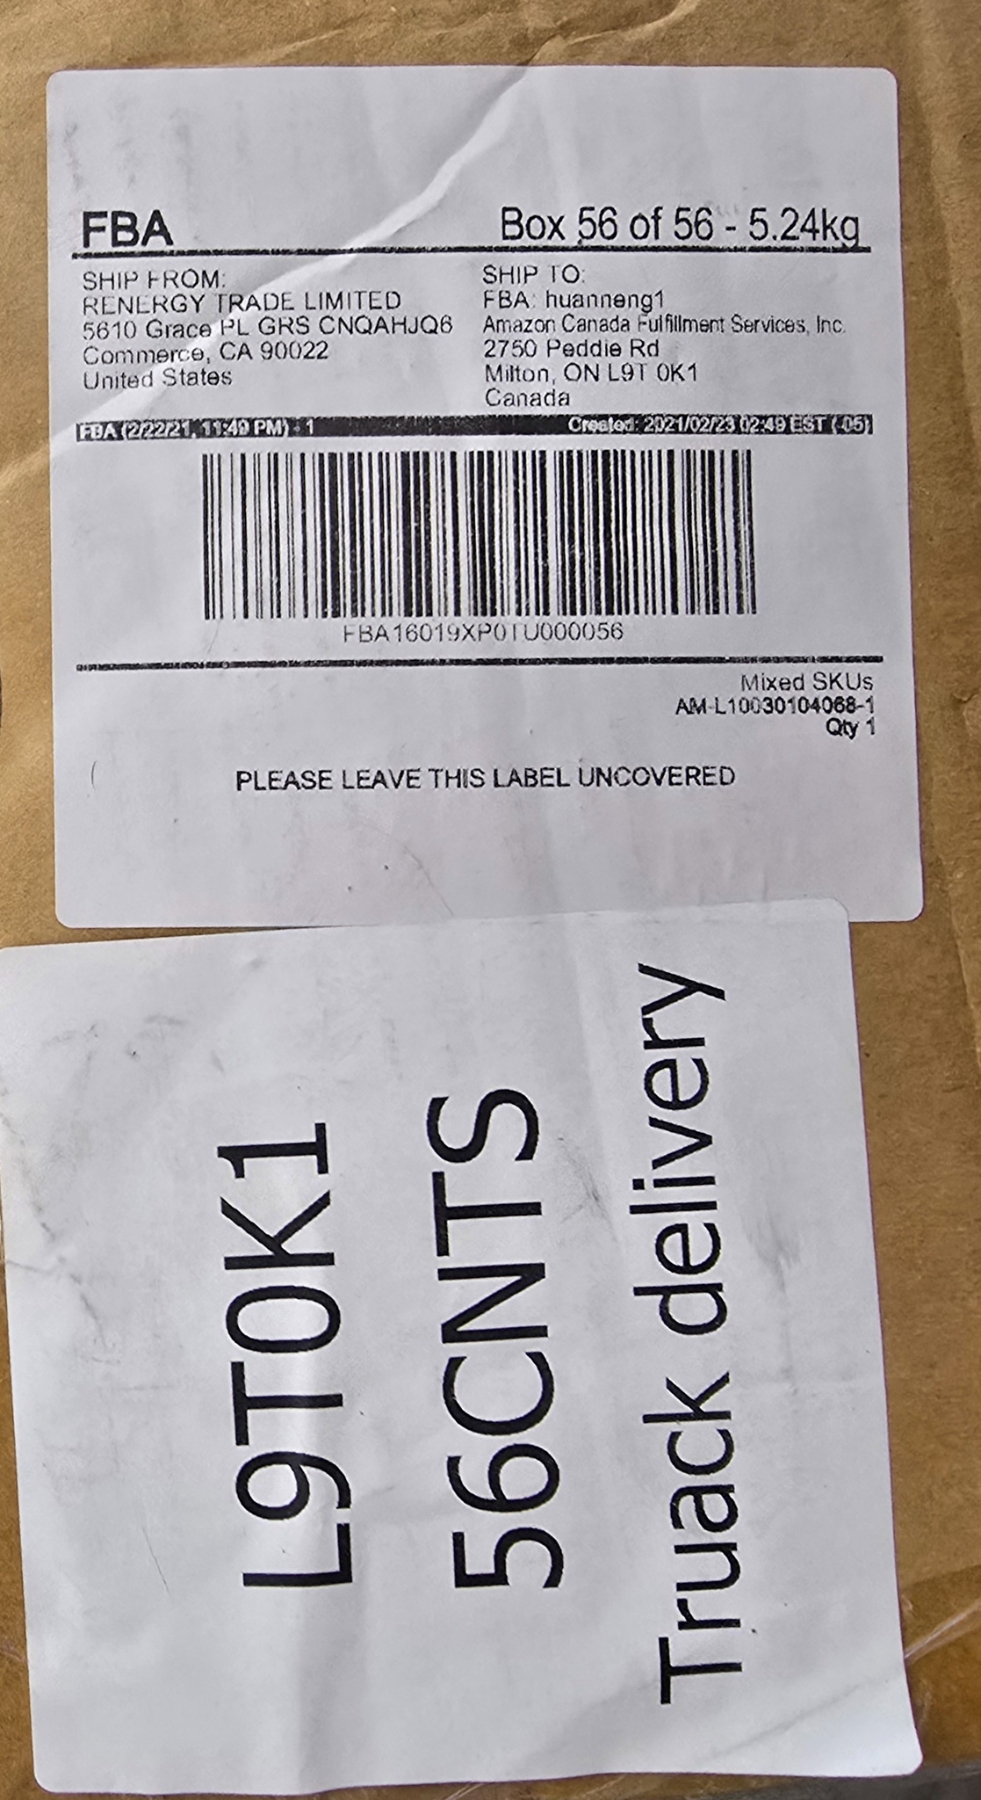 FBA
Box 56 of 56 - 5.24kg
SHIP FROM:
RENERGY TRADE LIMITED
5610 Grace PL GRS CNQAHJQ6
Commerce, CA 90022
United States
SHIP TO:
FBA: huanneng1
Amazon Canada Fulfillment Services, Inc.
2750 Peddie Rd
Milton, ON L9T 0K1
Canada
FBA (2/22/21, 11:49 PM) - 1
Created: 2021/02/23 02:49 EST (-05)
FBA16019XP0TU000056
Mixed SKUs
AM-L10030104068-1
Qty 1
PLEASE LEAVE THIS LABEL UNCOVERED
L9T0K1
56CNTS
Truack delivery